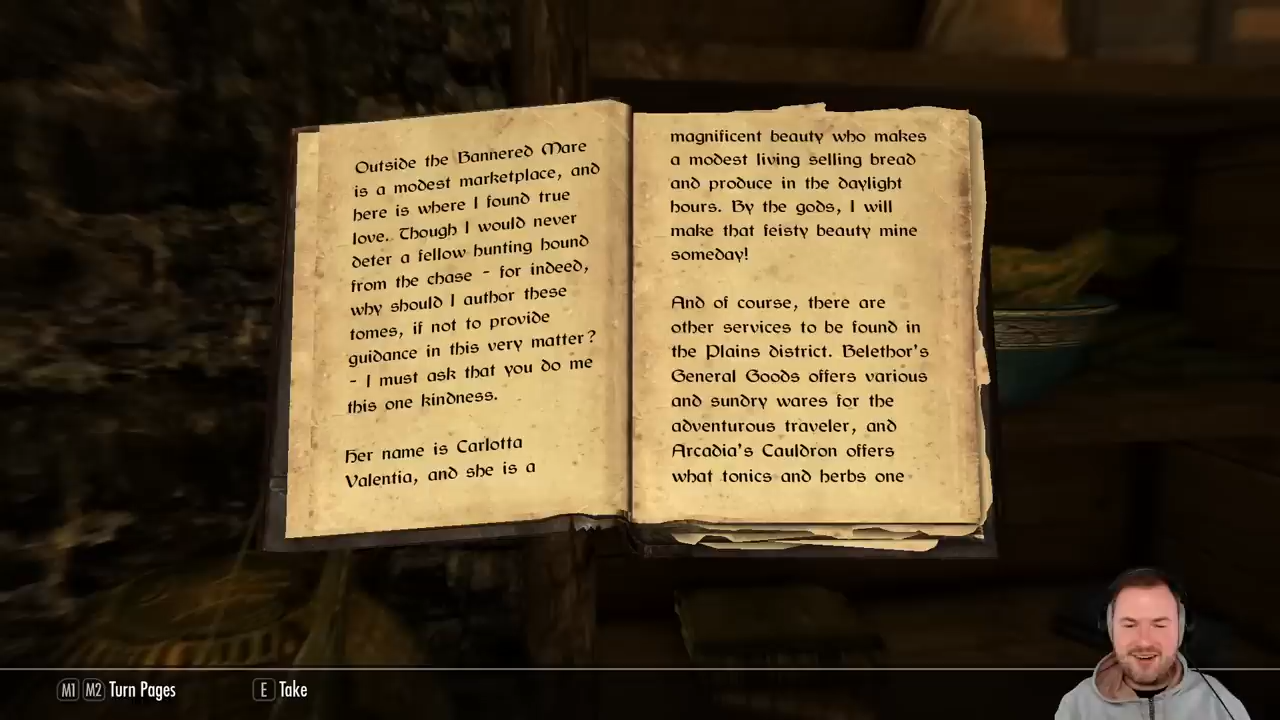 Outside the Bannered Mare
is a modest marketplace, and
here is where I found true
love. Though I would never
deter a fellow hunting hound
from the chase - for indeed,
why should I author these
tomes, if not to provide
guidance in this very matter?
- I must ask that you do me
this one kindness.
Her name is Carlotta
Valentia, and she is a
magnificent beauty who makes
a modest living selling bread
and produce in the daylight
hours. By the gods, I will
make that feisty beauty mine
someday!
And of course, there are
other services to be found in
the Plains district. Belethor's
General Goods offers various
and sundry wares for the
adventurous traveler, and
Arcadia's Cauldron offers
what tonics and herbs one
M1 M2 Turn Pages E Take